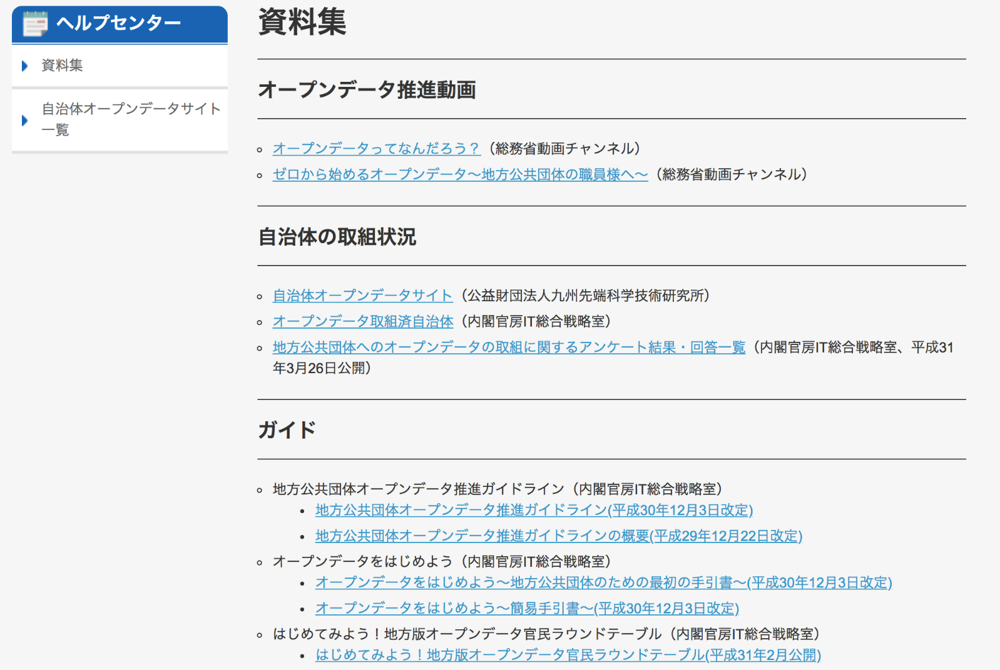 ヘルプセンター
資料集
自治体オープンデータサイト
一覧
資料集
オープンデータ推進動画
オープンデータってなんだろう？（総務省動画チャンネル）
ゼロから始めるオープンデータ～地方公共団体の職員様へ～（総務省動画チャンネル）
自治体の取組状況
自治体オープンデータサイト（公益財団法人九州先端科学技術研究所）
オープンデータ取組済自治体（内閣官房IT総合戦略室）
地方公共団体へのオープンデータの取組に関するアンケート結果・回答一覧（内閣官房IT総合戦略室、平成31
年3月26日公開）
ガイド
地方公共団体オープンデータ推進ガイドライン（内閣官房IT総合戦略室）
地方公共団体オープンデータ推進ガイドライン(平成30年12月3日改定)
地方公共団体オープンデータ推進ガイドラインの概要(平成29年12月22日改定)
オープンデータをはじめよう（内閣官房IT総合戦略室）
オープンデータをはじめよう～地方公共団体のための最初の手引書～(平成30年12月3日改定)
オープンデータをはじめよう～簡易手引書～(平成30年12月3日改定)
はじめてみよう！地方版オープンデータ官民ラウンドテーブル（内閣官房IT総合戦略室）
はじめてみよう！地方版オープンデータ官民ラウンドテーブル(平成31年2月公開)